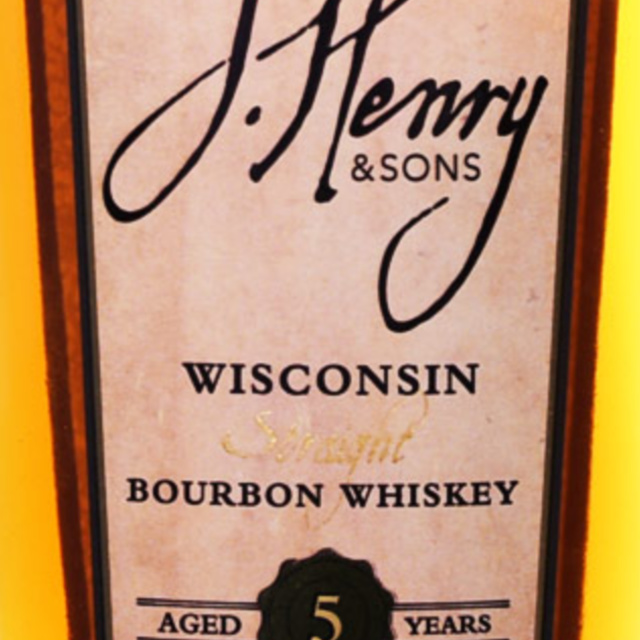 J. Henry
& SONS
WISCONSIN
Straight
BOURBON WHISKEY
AGED 5 YEARS